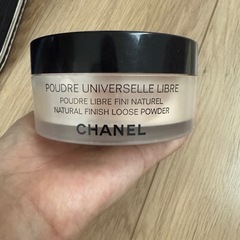 POUDRE UNIVERSELLE LIBRE
POUDRE LIBRE FINI NATUREL
NATURAL FINISH LOOSE POWDER
CHANEL